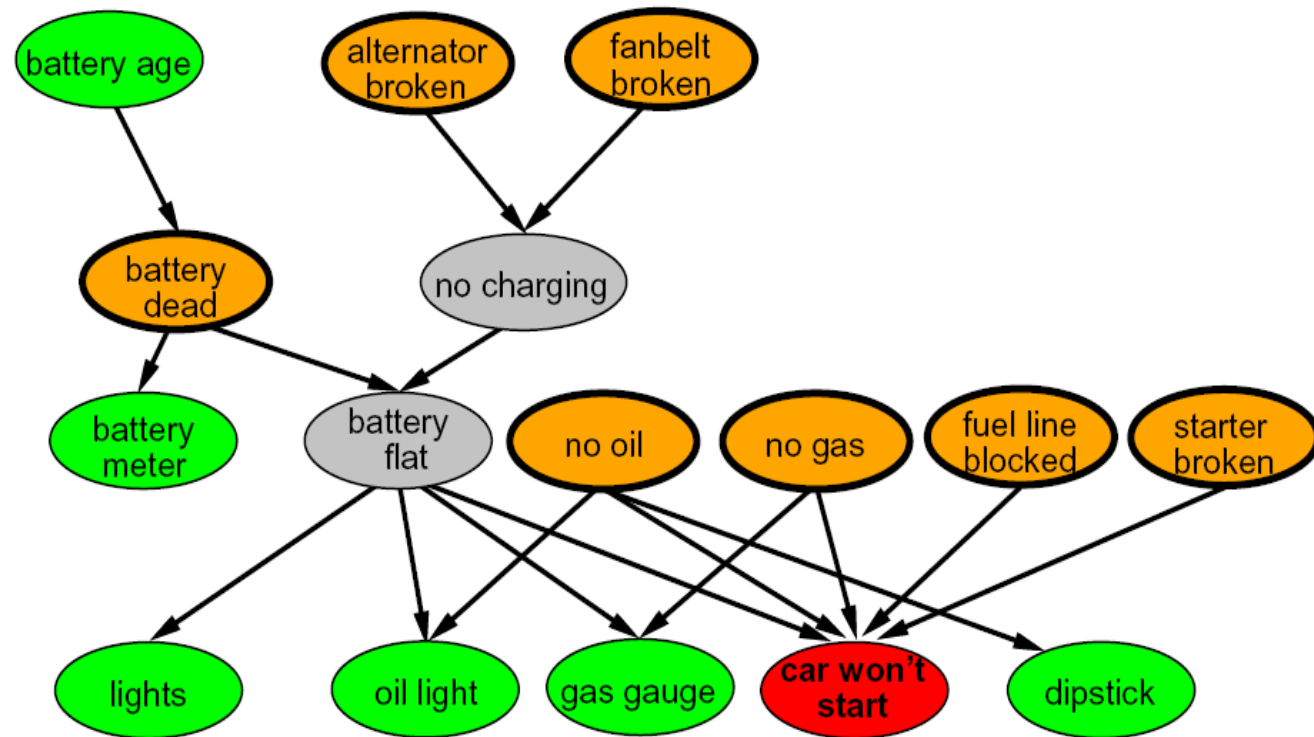 battery age
alternator
broken
fanbelt
broken
battery
dead
no charging
battery
meter
battery
flat
no oil
no gas
fuel line
blocked
starter
broken
lights
oil light
gas gauge
car won't
start
dipstick